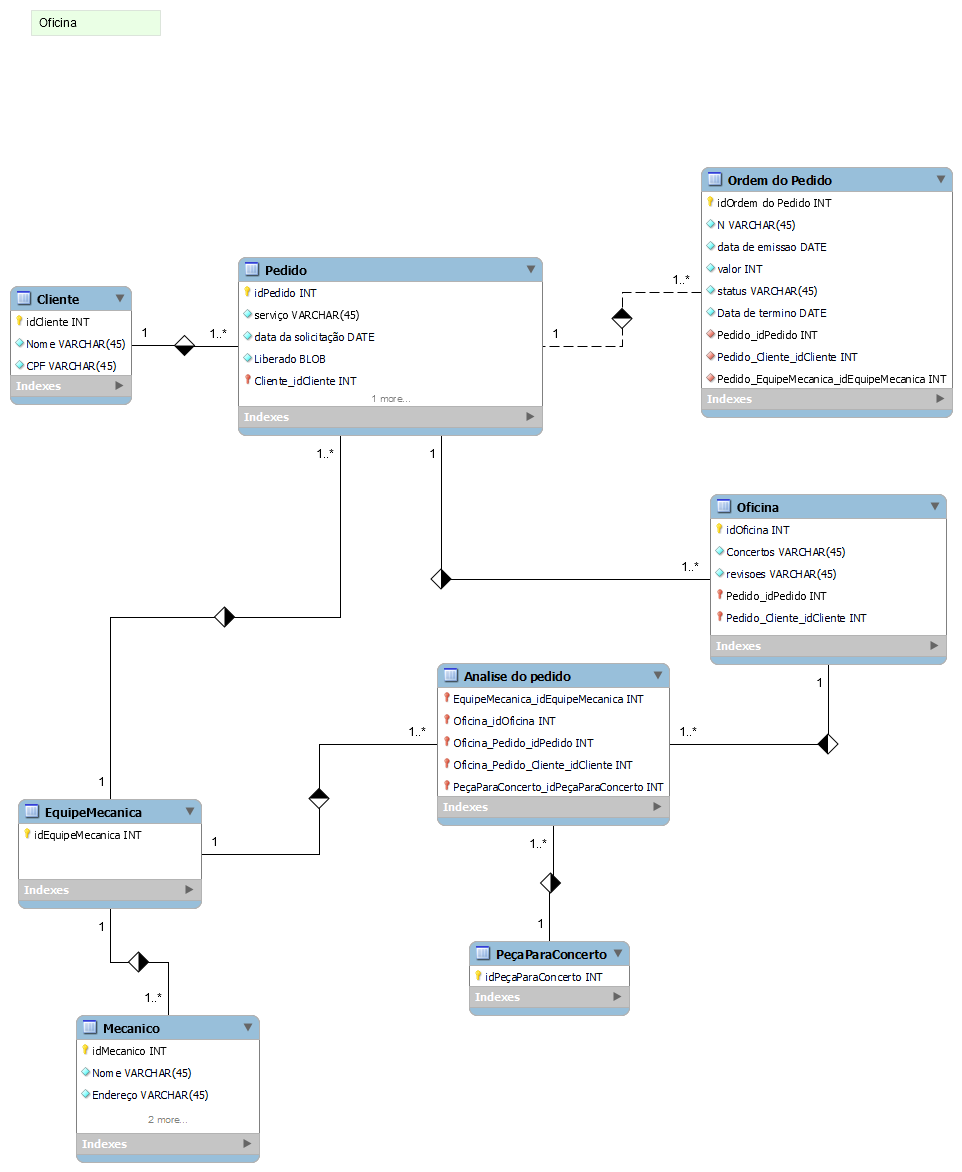 Oficina
Ordem do Pedido
idOrdem do Pedido INT
N VARCHAR(45)
data de emissao DATE
valor INT
status VARCHAR(45)
Data de termino DATE
Pedido_idPedido INT
Pedido_Cliente_idCliente INT
Pedido_EquipeMecanica_idEquipeMecanica INT
Indexes
Pedido
idPedido INT
serviço VARCHAR(45)
data da solicitação DATE
Liberado BLOB
Cliente_idCliente INT
1 more...
Indexes
Cliente
idCliente INT
Nome VARCHAR(45)
CPF VARCHAR(45)
Indexes
1
1..*
1
1..*
1..*
1
1
1..*
Oficina
idOficina INT
Concertos VARCHAR(45)
revisoes VARCHAR(45)
Pedido_idPedido INT
Pedido_Cliente_idCliente INT
Indexes
Analise do pedido
EquipeMecanica_idEquipeMecanica INT
Oficina_idOficina INT
Oficina_Pedido_idPedido INT
Oficina_Pedido_Cliente_idCliente INT
PeçaParaConcerto_idPeçaParaConcerto INT
Indexes
1
1..*
1..*
1
EquipeMecanica
idEquipeMecanica INT
Indexes
1..*
1
PeçaParaConcerto
idPeçaParaConcerto INT
Indexes
1
1..*
Mecanico
idMecanico INT
Nome VARCHAR(45)
Endereço VARCHAR(45)
2 more...
Indexes